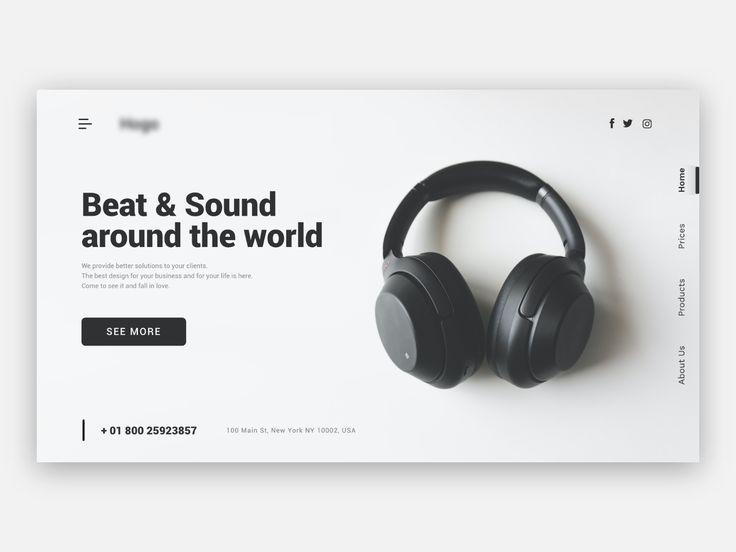 Beat & Sound
around the world
We provide better solutions to your clients.
The best design for your business and for your life is here.
Come to see it and fall in love.
SEE MORE
+ 01 800 25923857
100 Main St, New York NY 10002, USA
Home
Prices
Products
About Us